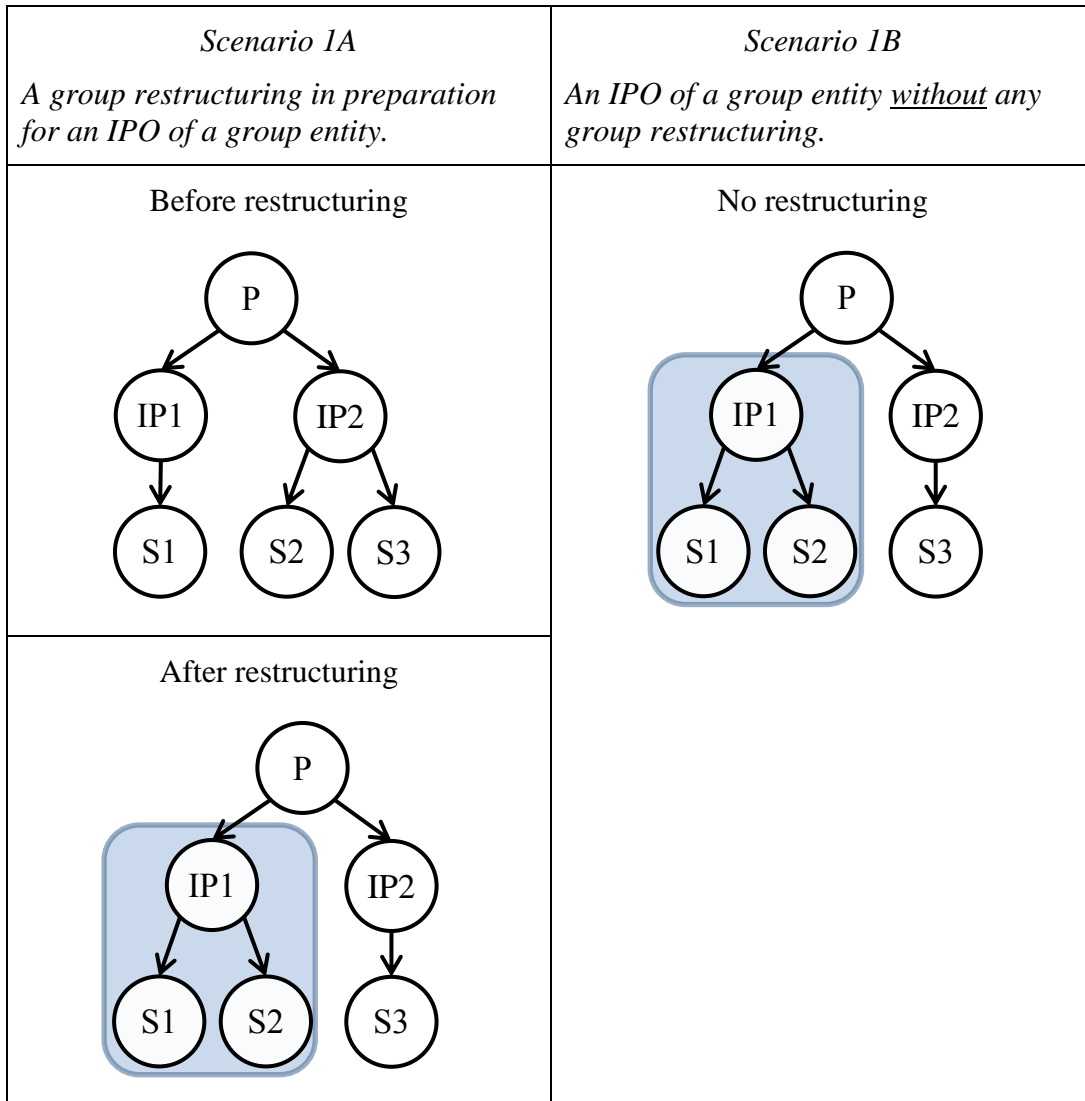 Scenario 1A
A group restructuring in preparation
for an IPO of a group entity.
Scenario 1B
An IPO of a group entity without any
group restructuring.
Before restructuring
P
IP1
IP2
S1
S2
S3
No restructuring
P
IP1
IP2
S1
S2
S3
After restructuring
P
IP1
IP2
S1
S2
S3